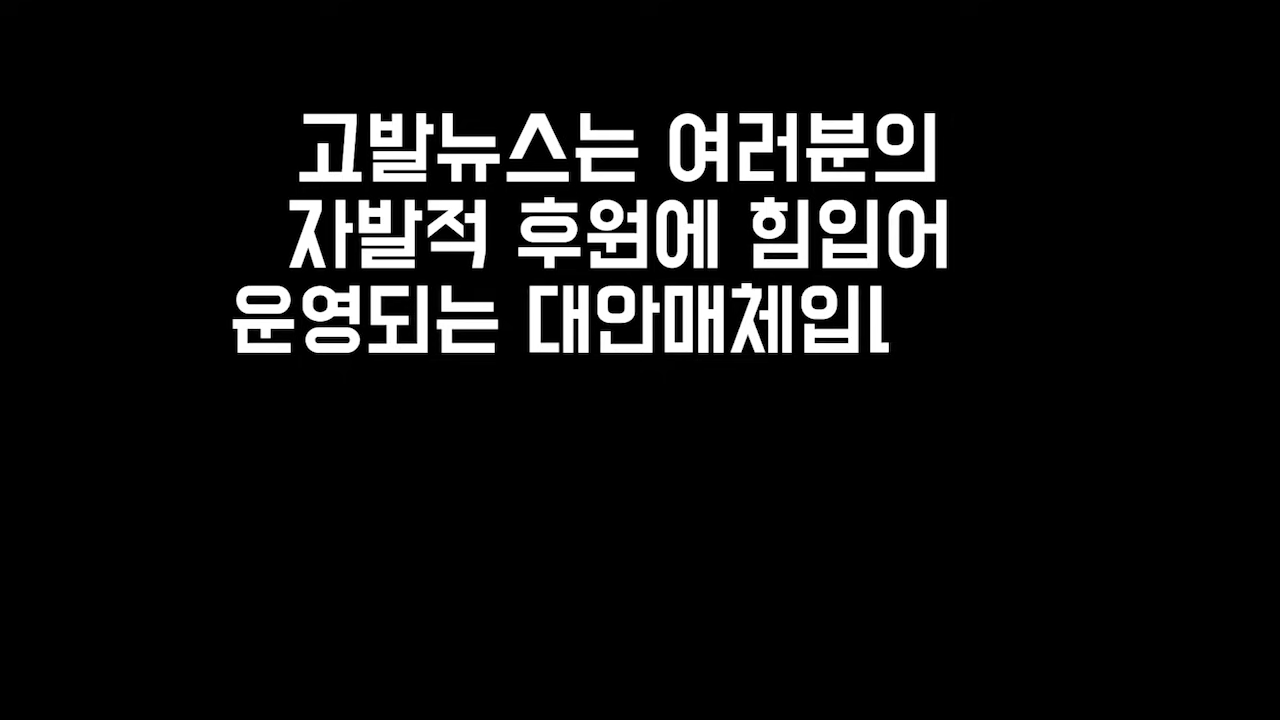 고발뉴스는 여러분의
자발적 후원에 힘입어
운영되는 대안매체입